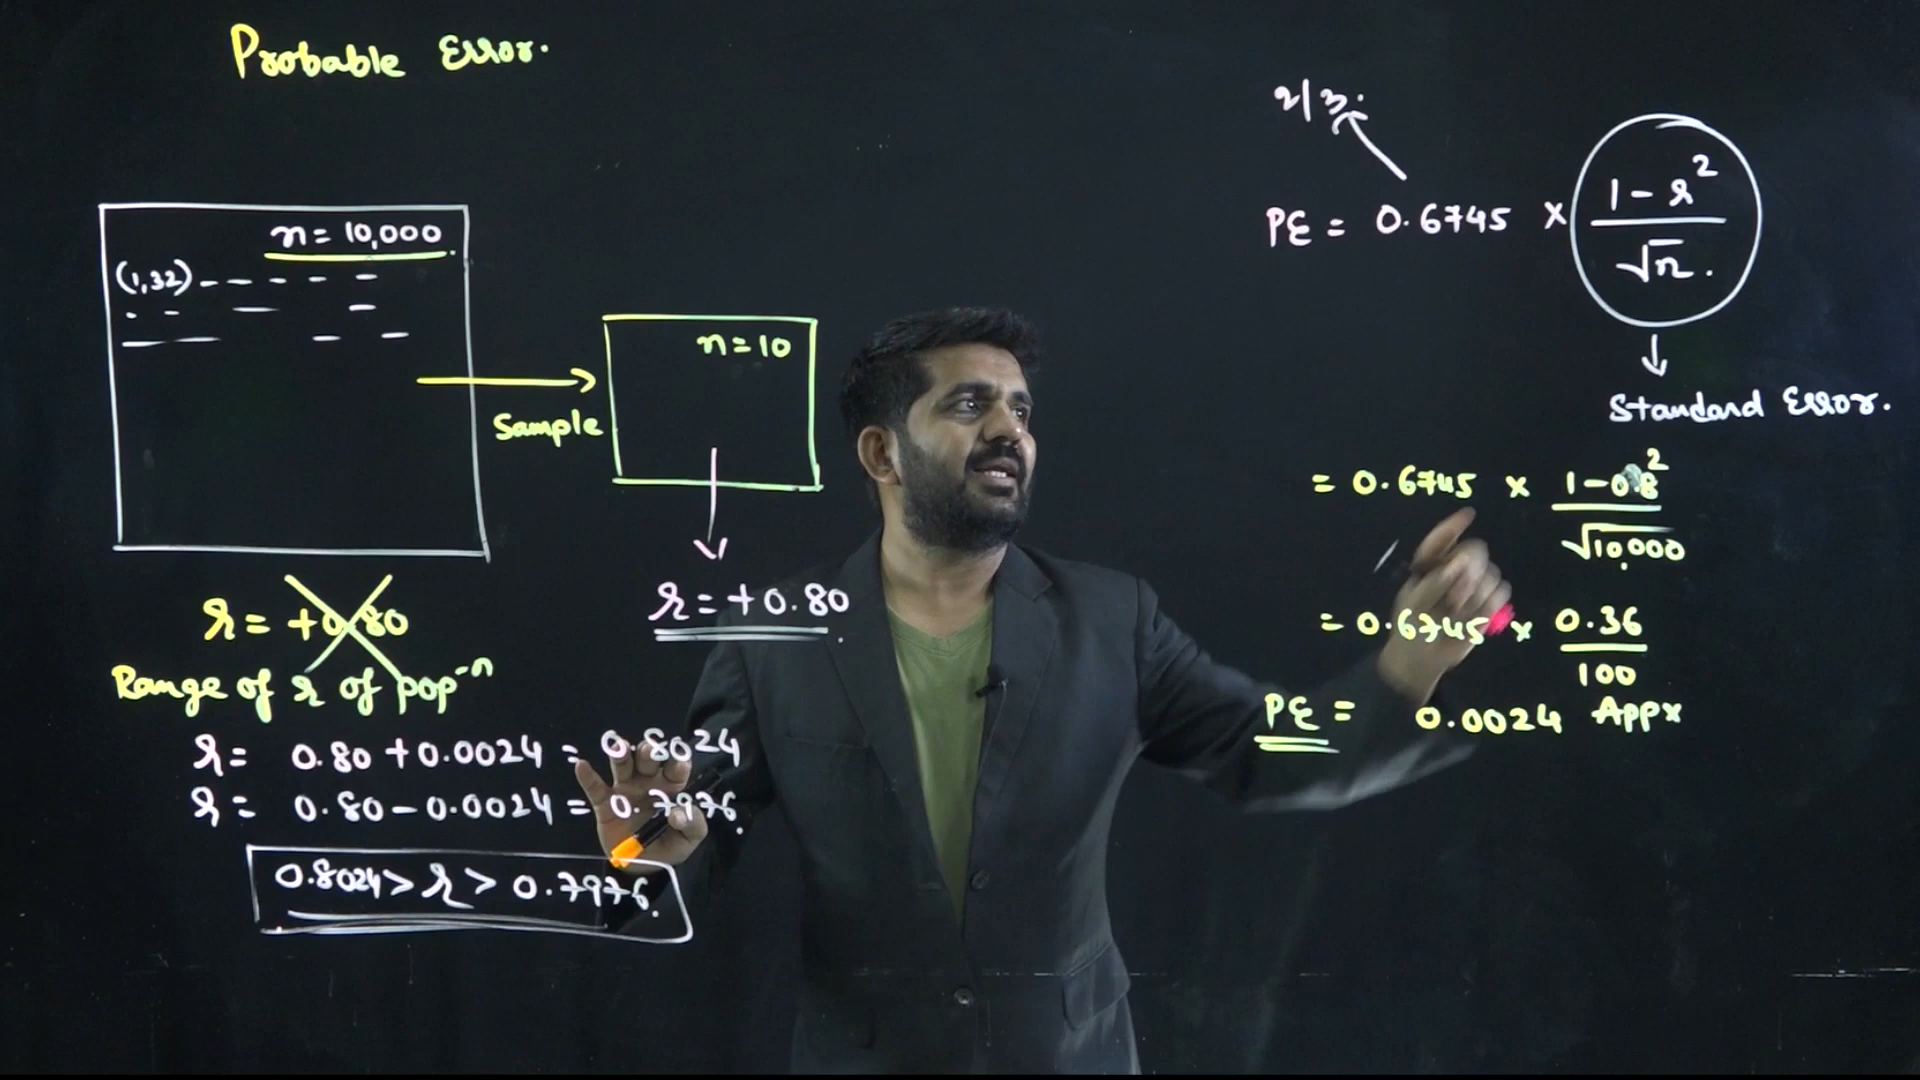 Probable Error.
n = 10,000
(1,32) - - - - - -
Sample
n = 10
r = +0.80
r = +0.80
Range of r of pop⁻ⁿ
r = 0.80 + 0.0024 = 0.8024
r = 0.80 - 0.0024 = 0.7976.
0.8024 > r > 0.7976.
2/3.
PE = 0.6745 × (1 - r²) / √n.
Standard Error.
= 0.6745 × (1 - 0.8²) / √10,000
= 0.6745 × 0.36 / 100
PE = 0.0024 Appx